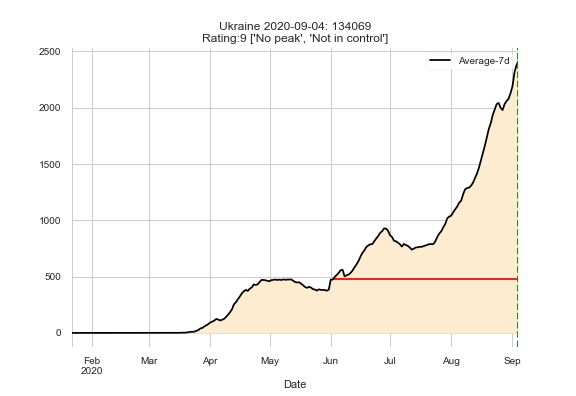 Ukraine 2020-09-04: 134069
Rating:9 ['No peak', 'Not in control']
Average-7d
2500
2000
1500
1000
500
0
Feb Mar Apr May Jun Jul Aug Sep
2020
Date